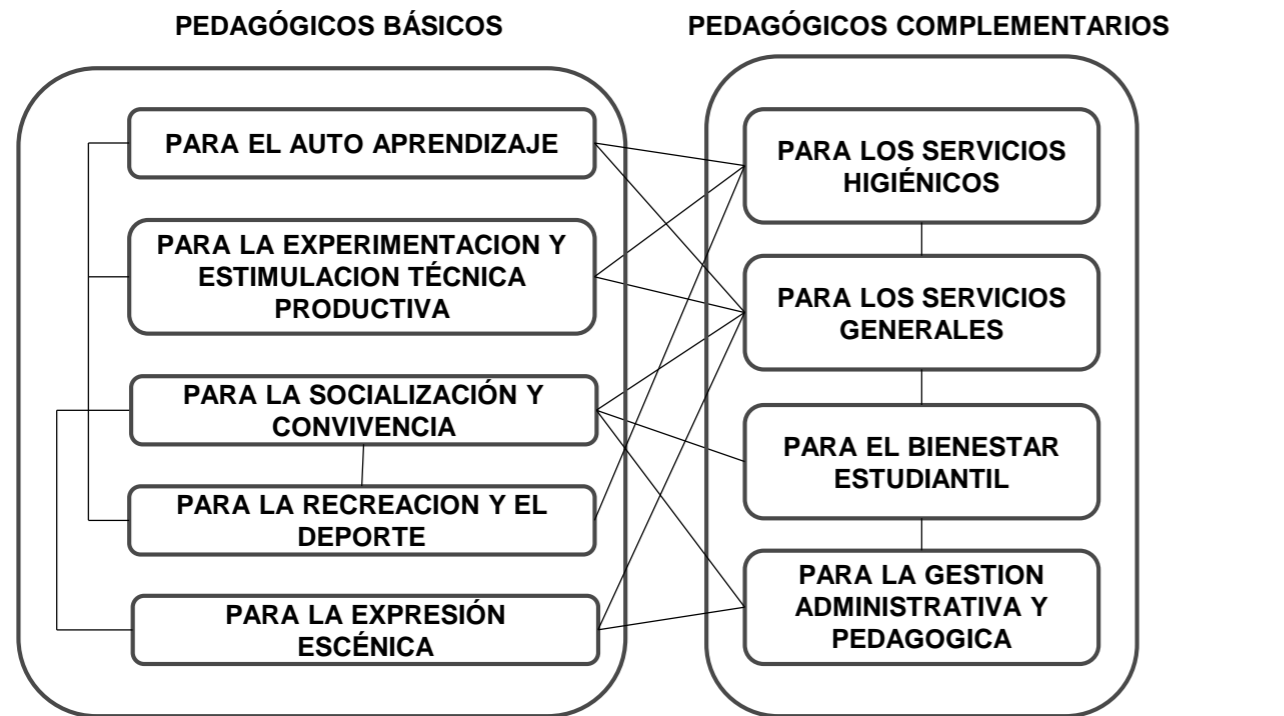 PEDAGÓGICOS BÁSICOS
PARA EL AUTO APRENDIZAJE
PARA LA EXPERIMENTACION Y
ESTIMULACION TÉCNICA
PRODUCTIVA
PARA LA SOCIALIZACIÓN Y
CONVIVENCIA
PARA LA RECREACION Y EL
DEPORTE
PARA LA EXPRESIÓN
ESCÉNICA
PEDAGÓGICOS COMPLEMENTARIOS
PARA LOS SERVICIOS
HIGIÉNICOS
PARA LOS SERVICIOS
GENERALES
PARA EL BIENESTAR
ESTUDIANTIL
PARA LA GESTION
ADMINISTRATIVA Y
PEDAGOGICA